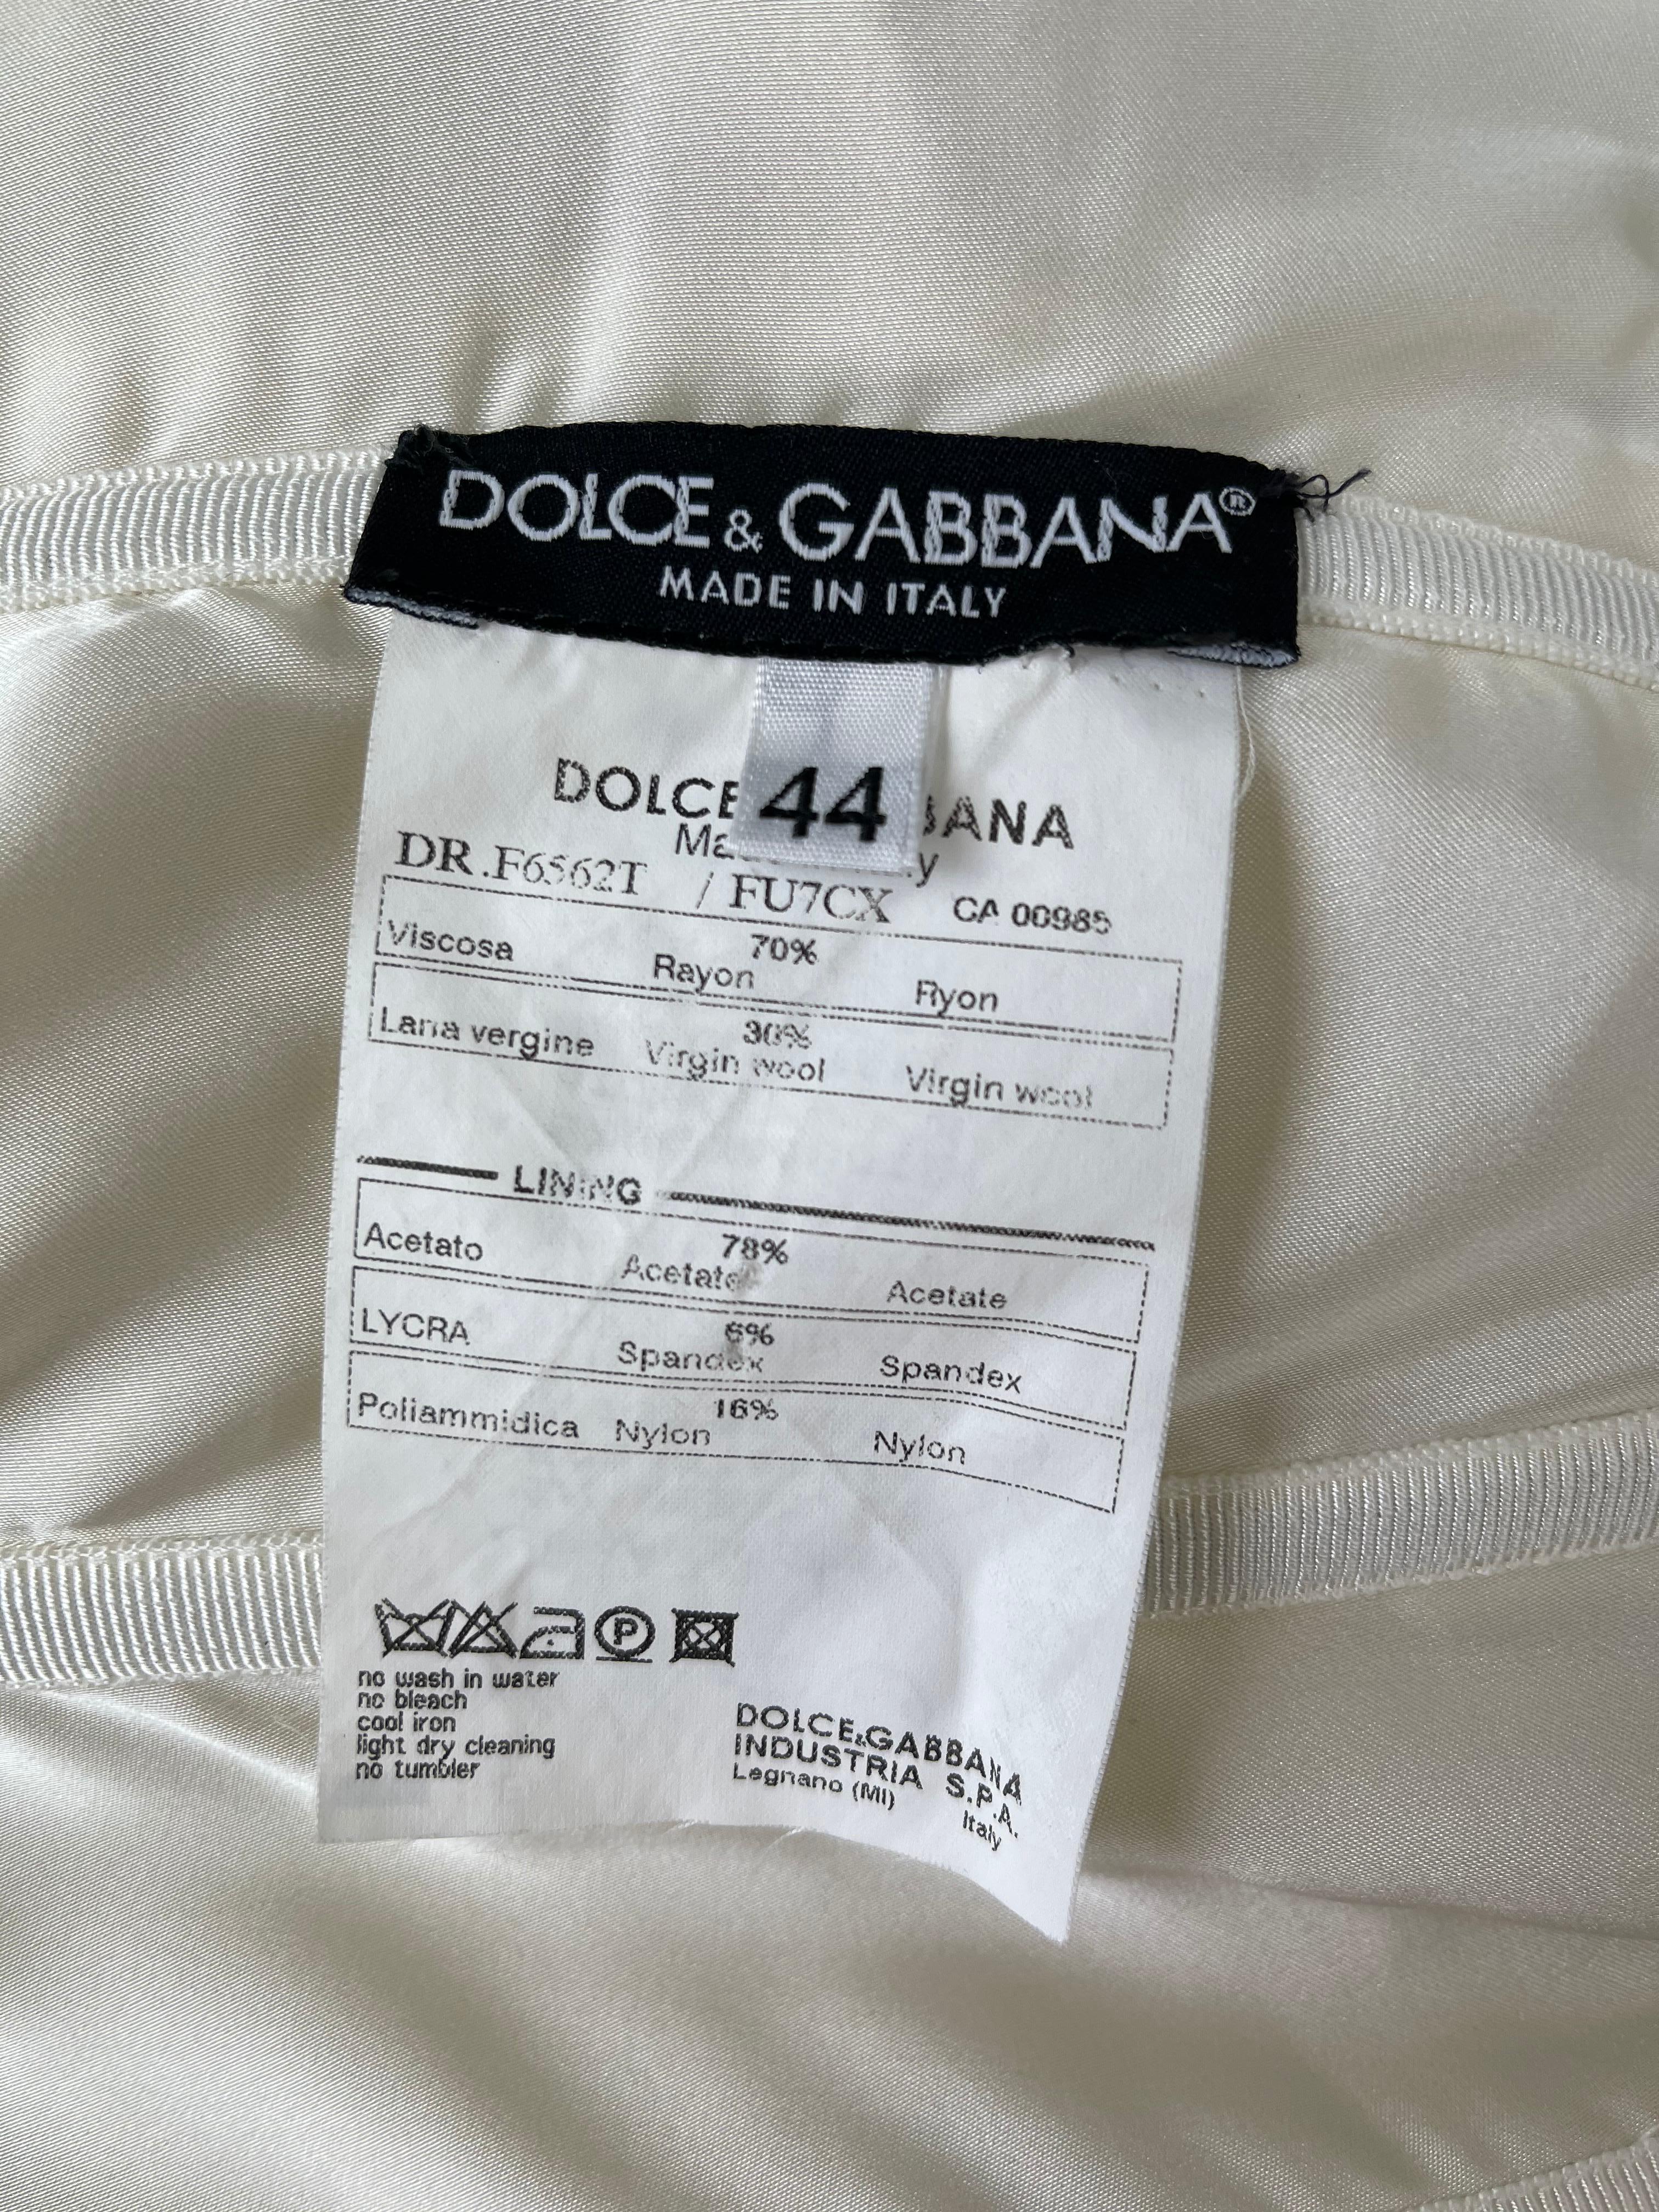 DOLCE & GABBANA®
MADE IN ITALY
44
DOLCE
DR.F6562T / FU7CX CA 00985
Viscosa 70% Rayon Ryon
Lana vergine 30% Virgin wool Virgin wool
LINING
Acetato 78% Acetate Acetate
LYCRA 6% Spandex Spandex
Poliammidica 16% Nylon Nylon
P
no wash in water
no bleach
cool iron
light dry cleaning
no tumbler
DOLCE&GABBANA
INDUSTRIA S.P.A.
Legnano (MI)
Italy